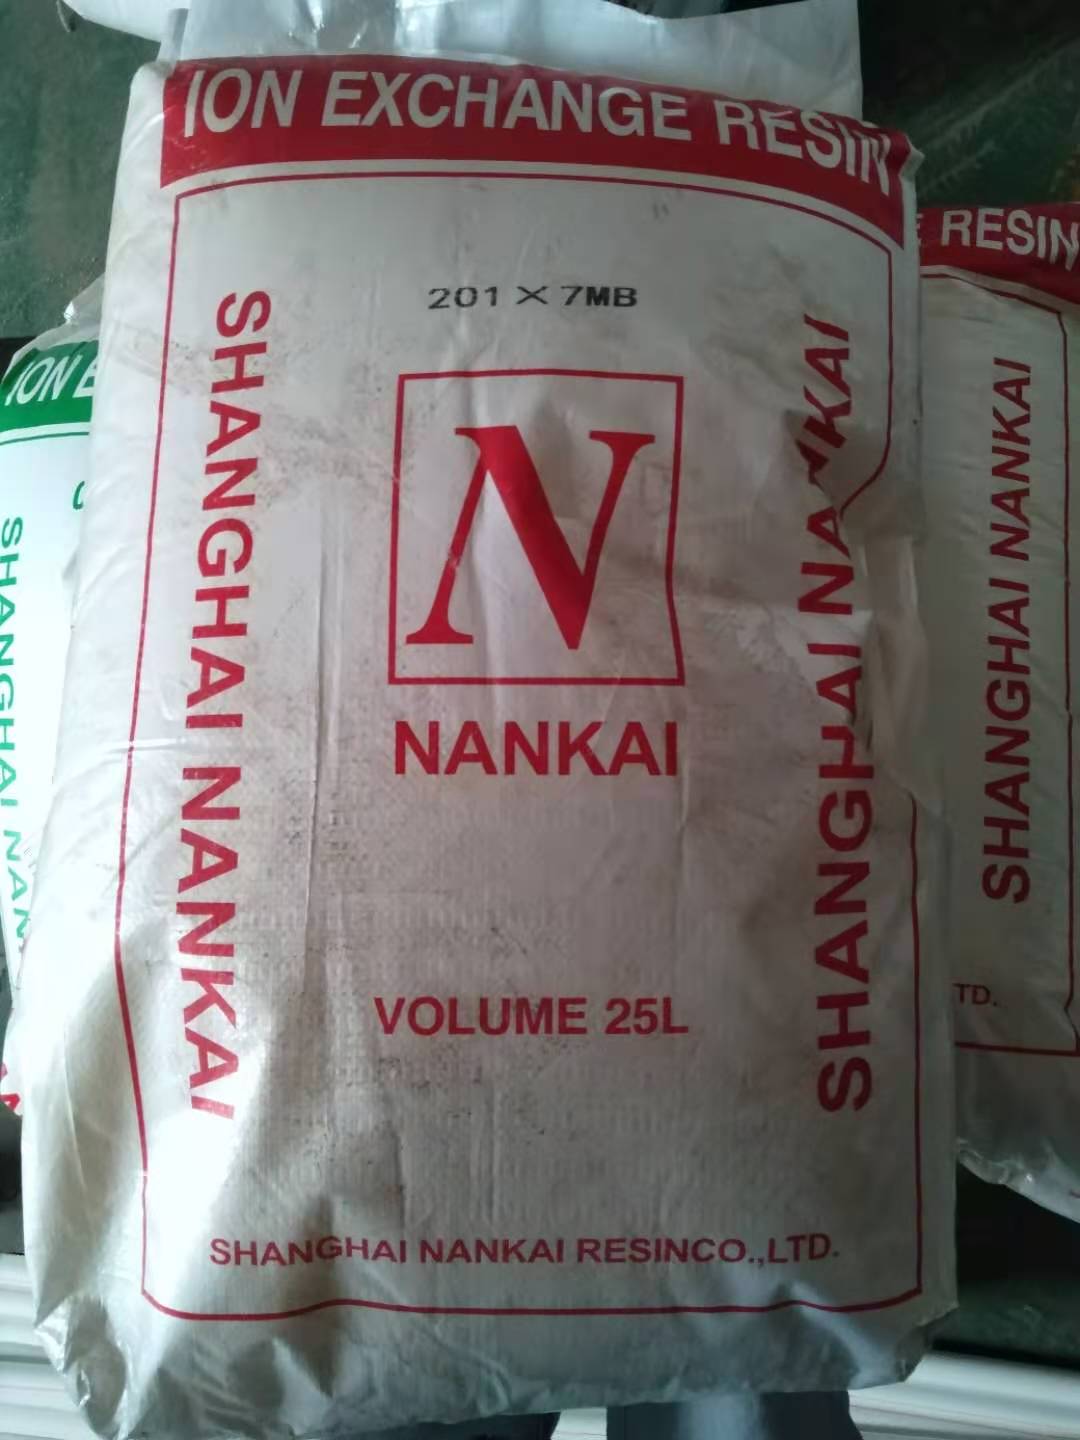 ION EXCHANGE RESIN
201×7MB
SHANGHAI NANKAI
N
NANKAI
SHANGHAI NANKAI
VOLUME 25L
SHANGHAI NANKAI RESINCO.,LTD.
ION E
SHANGHAI NAN
RESIN
SHANGHAI NANKAI
TD.